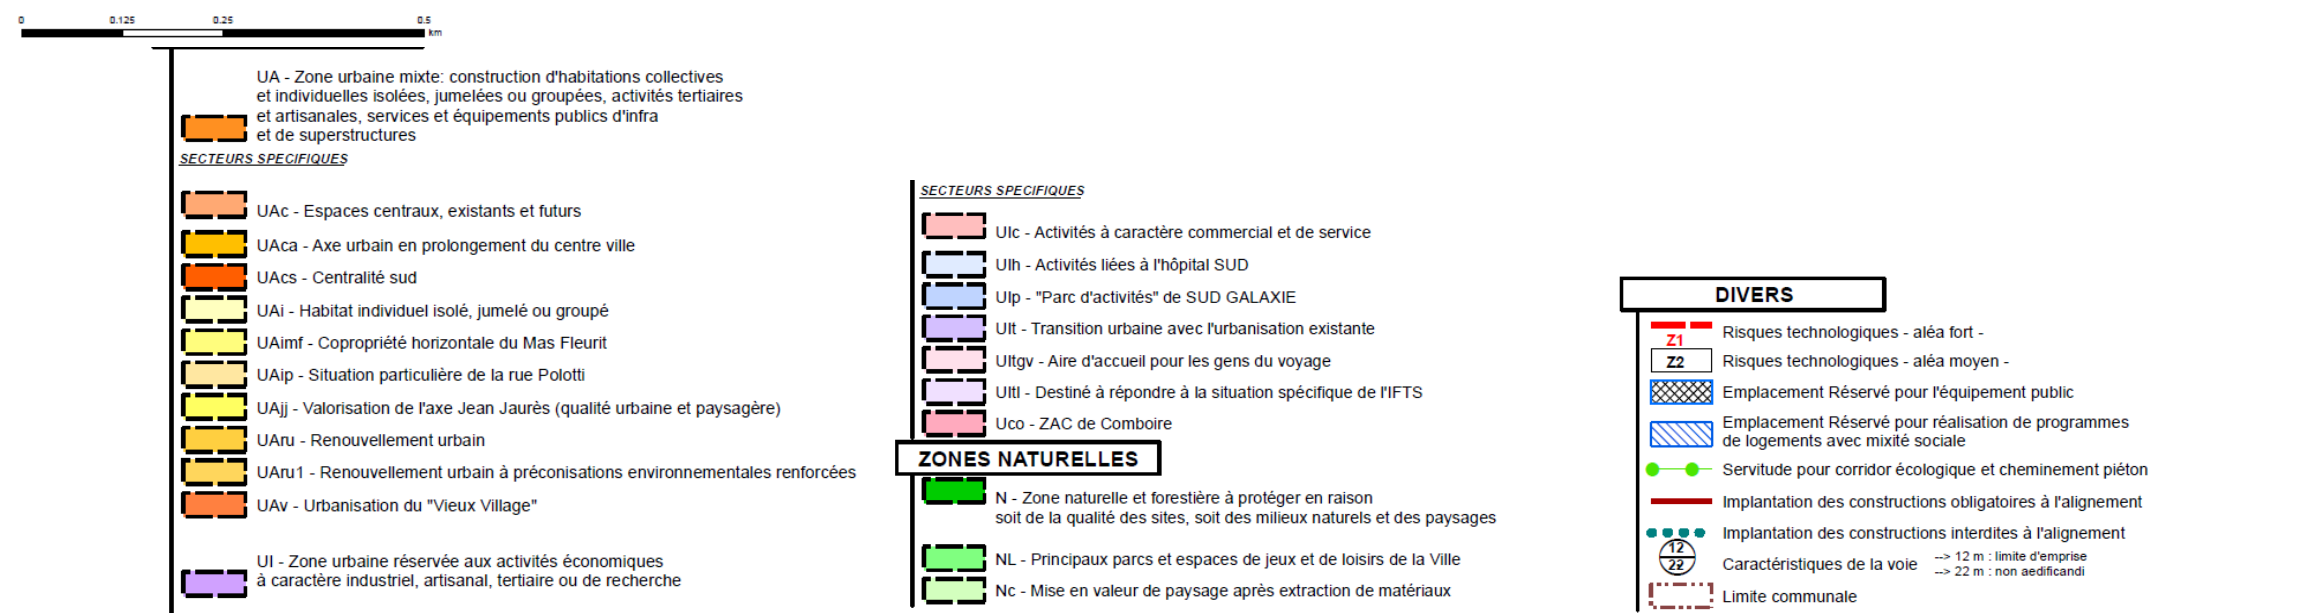 0 0.125 0.25 0.5
km
UA - Zone urbaine mixte: construction d'habitations collectives
et individuelles isolées, jumelées ou groupées, activités tertiaires
et artisanales, services et équipements publics d'infra
et de superstructures
SECTEURS SPECIFIQUES
UAc - Espaces centraux, existants et futurs
UAca - Axe urbain en prolongement du centre ville
UAcs - Centralité sud
UAi - Habitat individuel isolé, jumelé ou groupé
UAimf - Copropriété horizontale du Mas Fleurit
UAip - Situation particulière de la rue Polotti
UAjj - Valorisation de l'axe Jean Jaurès (qualité urbaine et paysagère)
UAru - Renouvellement urbain
UAru1 - Renouvellement urbain à préconisations environnementales renforcées
UAv - Urbanisation du "Vieux Village"
UI - Zone urbaine réservée aux activités économiques
à caractère industriel, artisanal, tertiaire ou de recherche
SECTEURS SPECIFIQUES
UIc - Activités à caractère commercial et de service
UIh - Activités liées à l'hôpital SUD
UIp - "Parc d'activités" de SUD GALAXIE
UIt - Transition urbaine avec l'urbanisation existante
UItgv - Aire d'accueil pour les gens du voyage
UItl - Destiné à répondre à la situation spécifique de l'IFTS
Uco - ZAC de Comboire
ZONES NATURELLES
N - Zone naturelle et forestière à protéger en raison
soit de la qualité des sites, soit des milieux naturels et des paysages
NL - Principaux parcs et espaces de jeux et de loisirs de la Ville
Nc - Mise en valeur de paysage après extraction de matériaux
DIVERS
Z1 Risques technologiques - aléa fort -
Z2 Risques technologiques - aléa moyen -
Emplacement Réservé pour l'équipement public
Emplacement Réservé pour réalisation de programmes
de logements avec mixité sociale
Servitude pour corridor écologique et cheminement piéton
Implantation des constructions obligatoires à l'alignement
Implantation des constructions interdites à l'alignement
12
22
Caractéristiques de la voie
--> 12 m : limite d'emprise
--> 22 m : non aedificandi
Limite communale